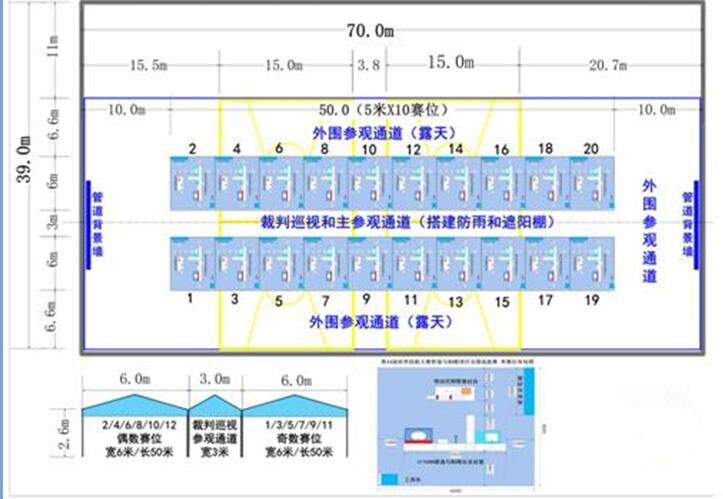 70.0m
11m
15.5m 15.0m 3.8 15.0m 20.7m
10.0m 50.0（5米X10赛位） 10.0m
外围参观通道（露天）
39.0m
6.6m
2 4 6 8 10 12 14 16 18 20
6m
管道背景墙
裁判巡视和主参观通道（搭建防雨和遮阳棚）
外围参观通道
管道背景墙
3m
6m
1 3 5 7 9 11 13 15 17 19
6.6m
外围参观通道（露天）
6.0m 3.0m 6.0m
2.6m
2/4/6/8/10/12
偶数赛位
宽6米/长50米
裁判巡视
参观通道
宽3米
1/3/5/7/9/11
奇数赛位
宽6米/长50米
工具车